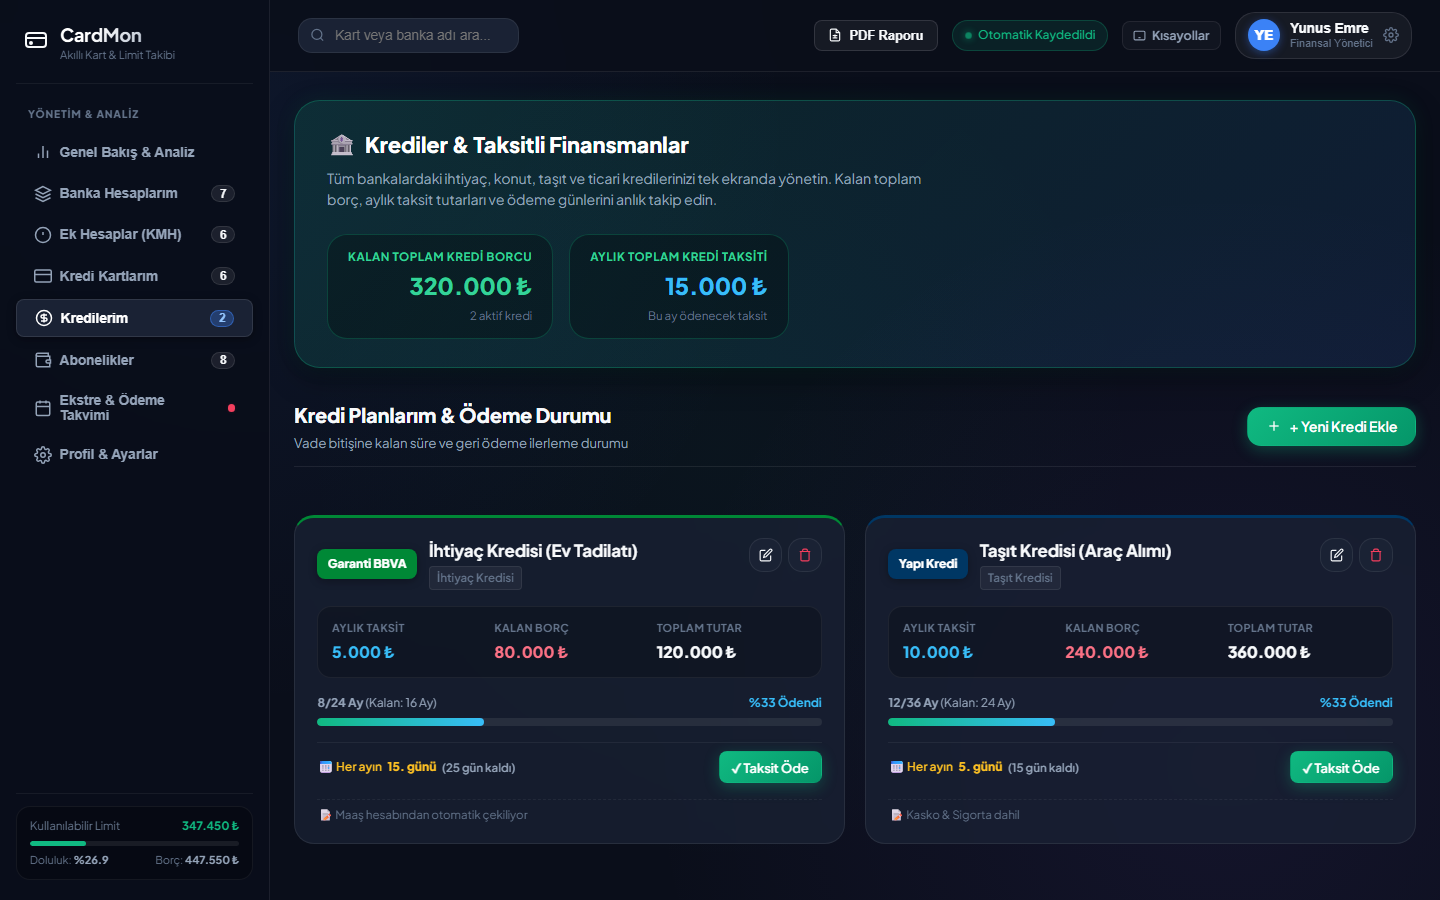 CardMon
Akıllı Kart & Limit Takibi
YÖNETİM & ANALİZ
Genel Bakış & Analiz
Banka Hesaplarım 7
Ek Hesaplar (KMH) 6
Kredi Kartlarım 6
Kredilerim 2
Abonelikler 8
Ekstre & Ödeme
Takvimi
Profil & Ayarlar
Kullanılabilir Limit 347.450 ₺
Doluluk: %26.9 Borç: 447.550 ₺
Kart veya banka adı ara...
PDF Raporu
Otomatik Kaydedildi
Kısayollar
YE
Yunus Emre
Finansal Yönetici
Krediler & Taksitli Finansmanlar
Tüm bankalardaki ihtiyaç, konut, taşıt ve ticari kredilerinizi tek ekranda yönetin. Kalan toplam
borç, aylık taksit tutarları ve ödeme günlerini anlık takip edin.
KALAN TOPLAM KREDİ BORCU
320.000 ₺
2 aktif kredi
AYLIK TOPLAM KREDİ TAKSİTİ
15.000 ₺
Bu ay ödenecek taksit
Kredi Planlarım & Ödeme Durumu
Vade bitişine kalan süre ve geri ödeme ilerleme durumu
+ + Yeni Kredi Ekle
Garanti BBVA
İhtiyaç Kredisi (Ev Tadilatı)
İhtiyaç Kredisi
AYLIK TAKSİT KALAN BORÇ TOPLAM TUTAR
5.000 ₺ 80.000 ₺ 120.000 ₺
8/24 Ay (Kalan: 16 Ay) %33 Ödendi
Her ayın 15. günü (25 gün kaldı)
✓ Taksit Öde
Maaş hesabından otomatik çekiliyor
Yapı Kredi
Taşıt Kredisi (Araç Alımı)
Taşıt Kredisi
AYLIK TAKSİT KALAN BORÇ TOPLAM TUTAR
10.000 ₺ 240.000 ₺ 360.000 ₺
12/36 Ay (Kalan: 24 Ay) %33 Ödendi
Her ayın 5. günü (15 gün kaldı)
✓ Taksit Öde
Kasko & Sigorta dahil